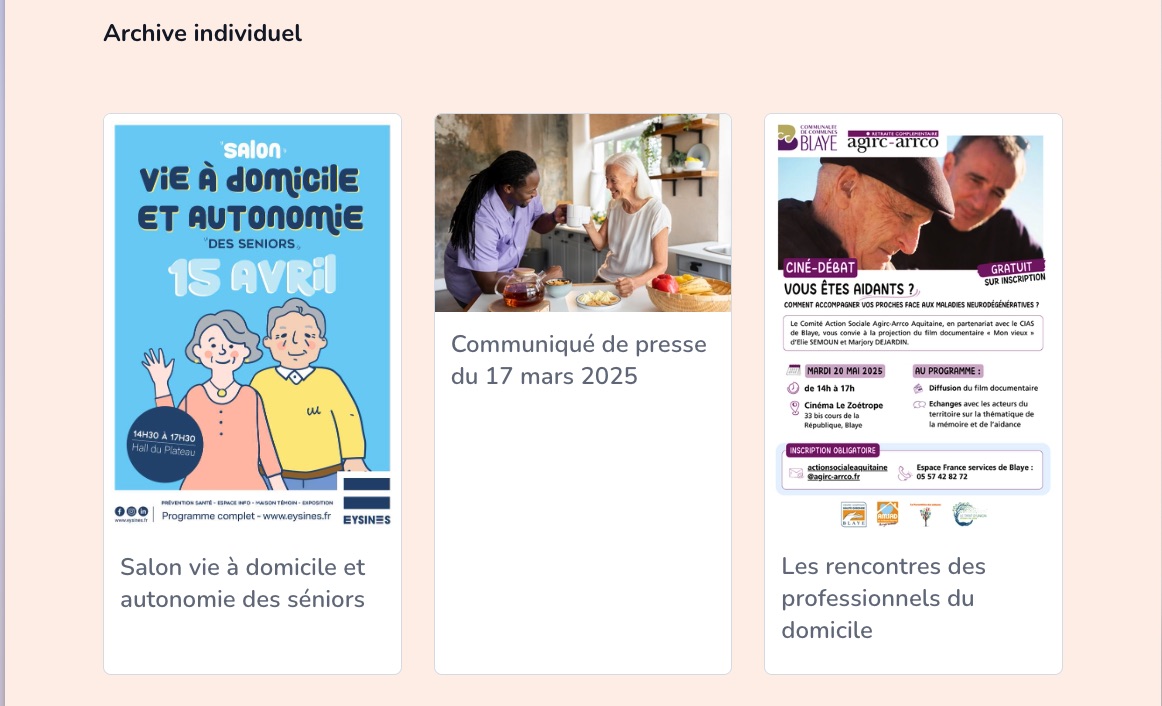 Archive individuel
SALON
VIE À DOMICILE
ET AUTONOMIE
DES SENIORS
15 AVRIL
14H30 À 17H30
Hall du Plateau
PRÉVENTION SANTÉ - ESPACE INFO - MAISON TÉMOIN - EXPOSITION
www.eysines.fr
Programme complet - www.eysines.fr
EYSINES
Salon vie à domicile et
autonomie des séniors
Communiqué de presse
du 17 mars 2025
COMMUNAUTÉ
DE COMMUNES
BLAYE
RETRAITE COMPLÉMENTAIRE
agirc-arrco
CINÉ-DÉBAT
GRATUIT
SUR INSCRIPTION
VOUS ÊTES AIDANTS ?
COMMENT ACCOMPAGNER VOS PROCHES FACE AUX MALADIES NEURODÉGÉNÉRATIVES ?
Le Comité Action Sociale Agirc-Arrco Aquitaine, en partenariat avec le CIAS
de Blaye, vous convie à la projection du film documentaire « Mon vieux »
d'Elie SEMOUN et Marjory DEJARDIN.
MARDI 20 MAI 2025
de 14h à 17h
Cinéma Le Zoétrope
33 bis cours de la
République, Blaye
AU PROGRAMME :
Diffusion du film documentaire
Echanges avec les acteurs du
territoire sur la thématique de
la mémoire et de l'aidance
INSCRIPTION OBLIGATOIRE
actionsocialeaquitaine
@agirc-arrco.fr
Espace France services de Blaye :
05 57 42 82 72
BLAYE
Les rencontres des
professionnels du
domicile